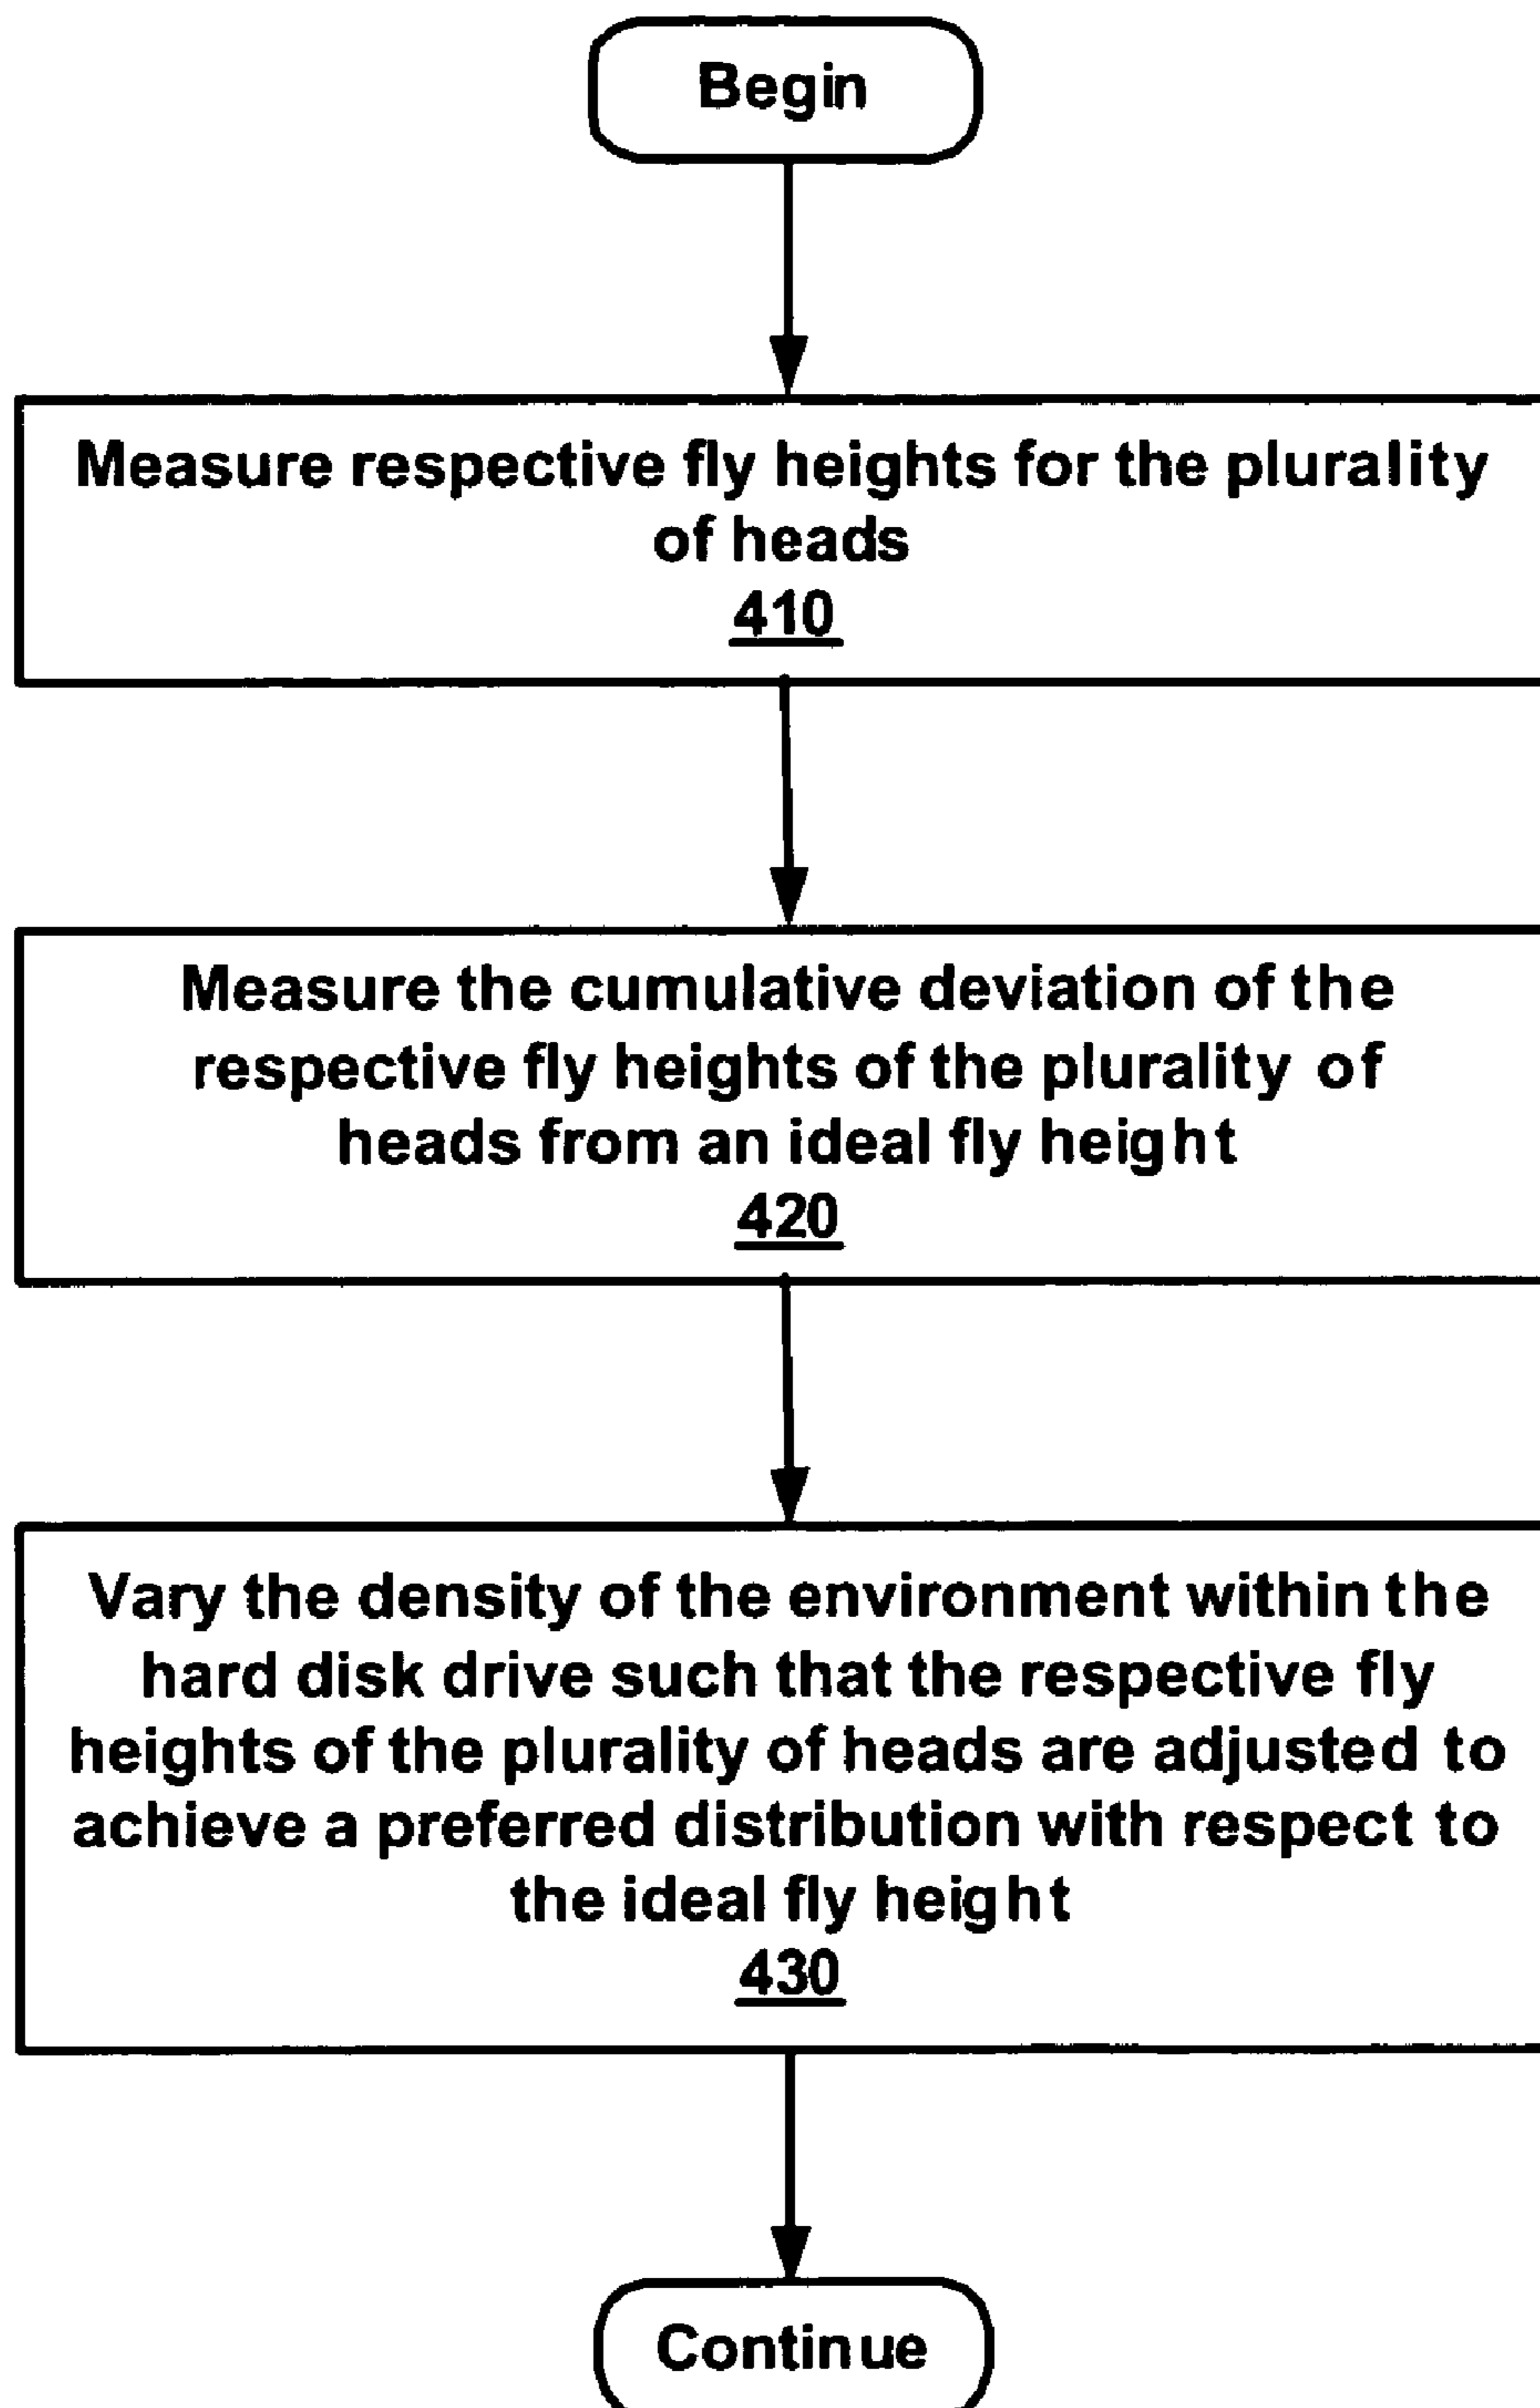 Begin
Measure respective fly heights for the plurality
of heads
410
Measure the cumulative deviation of the
respective fly heights of the plurality of
heads from an ideal fly height
420
Vary the density of the environment within the
hard disk drive such that the respective fly
heights of the plurality of heads are adjusted to
achieve a preferred distribution with respect to
the ideal fly height
430
Continue